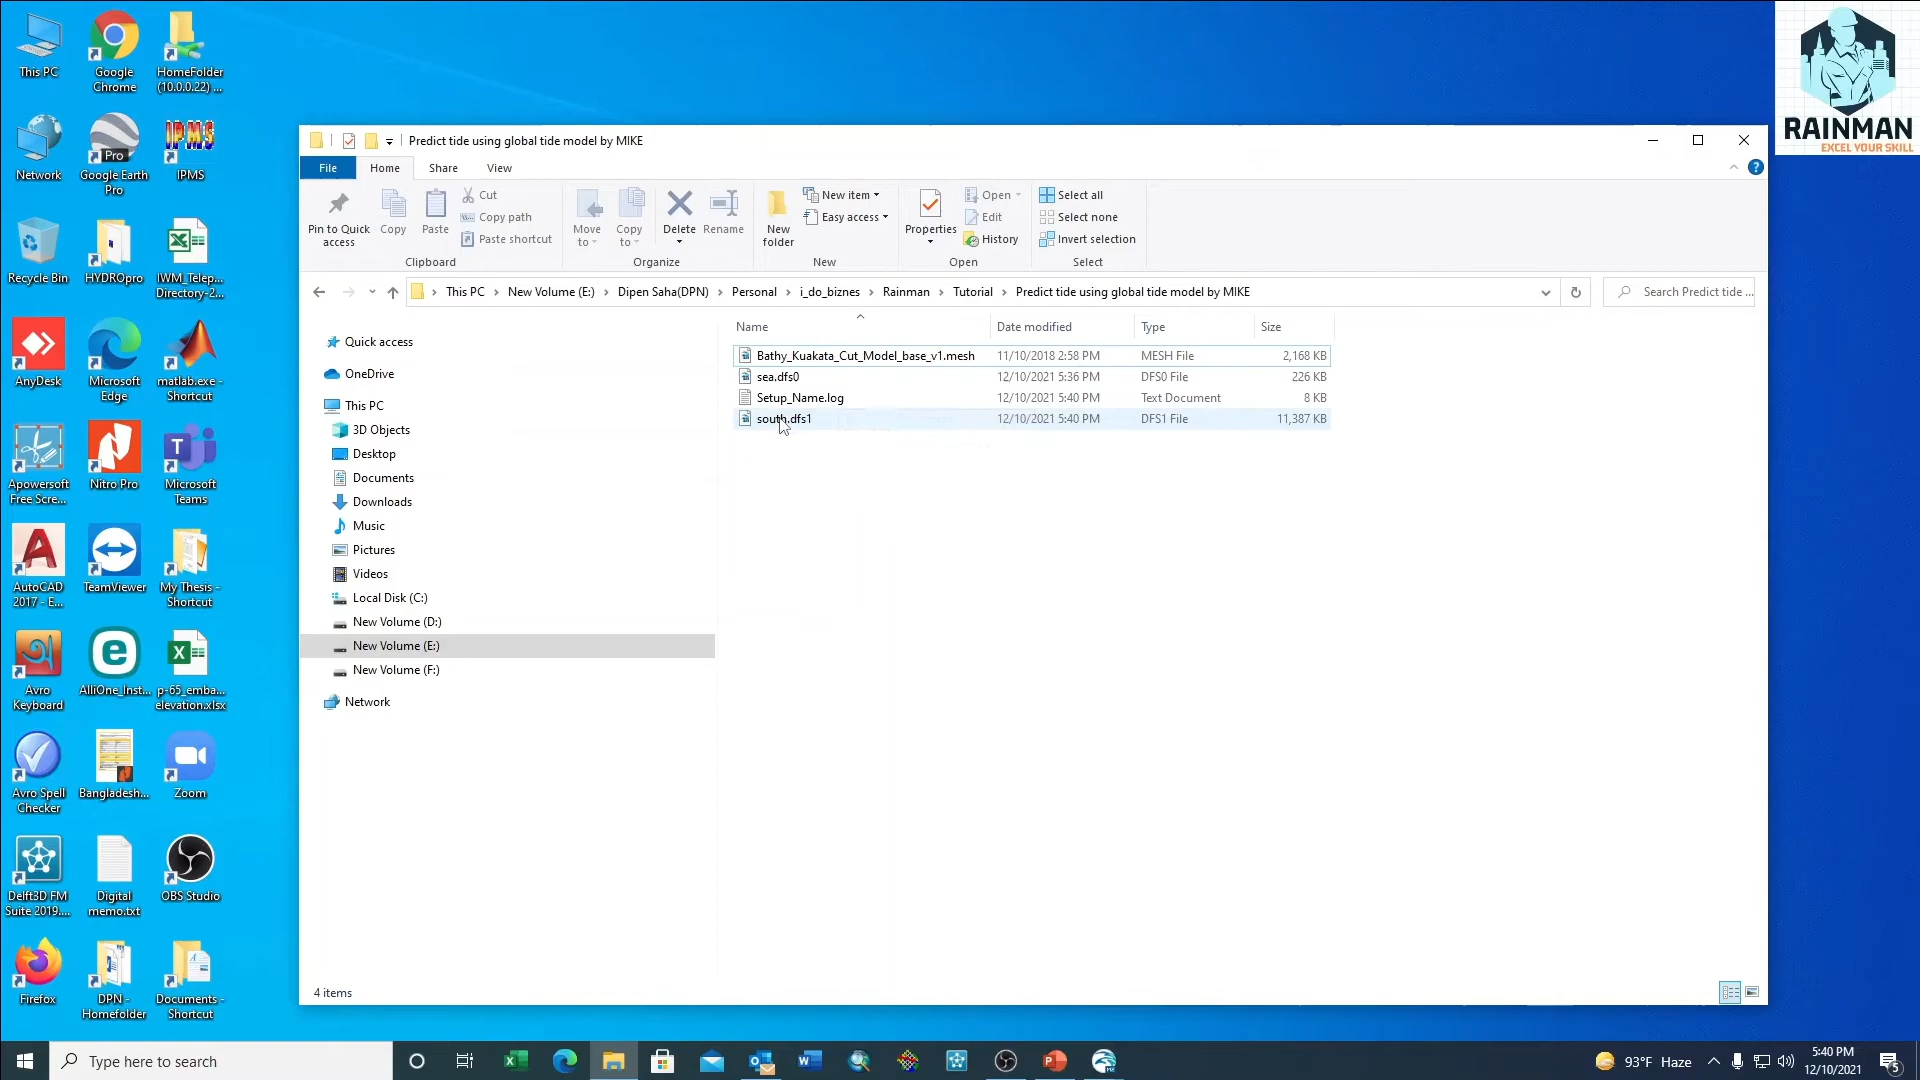 This PC
Google
Chrome
HomeFolder
(10.0.0.22) ...
Network
Pro
Google Earth
Pro
IPMS
IPMS
Recycle Bin
HYDROpro
IWM_Telep...
Directory-2...
AnyDesk
Microsoft
Edge
matlab.exe -
Shortcut
Apowersoft
Free Scre...
Nitro Pro
Microsoft
Teams
AutoCAD
2017 - E...
TeamViewer
My Thesis -
Shortcut
Avro
Keyboard
AlliOne_Inst...
p-65_emba...
elevation.xlsx
Avro Spell
Checker
Bangladesh...
Zoom
Delft3D FM
Suite 2019....
Digital
memo.txt
OBS Studio
Firefox
DPN -
Homefolder
Documents -
Shortcut
RAINMAN
EXCEL YOUR SKILL
Predict tide using global tide model by MIKE
File Home Share View
Pin to Quick
access
Copy
Paste
Cut
Copy path
Paste shortcut
Clipboard
Move
to
Copy
to
Delete
Rename
Organize
New
folder
New item
Easy access
New
Properties
Open
Edit
History
Open
Select all
Select none
Invert selection
Select
This PC > New Volume (E:) > Dipen Saha(DPN) > Personal > i_do_biznes > Rainman > Tutorial > Predict tide using global tide model by MIKE
Search Predict tide ...
Quick access
OneDrive
This PC
3D Objects
Desktop
Documents
Downloads
Music
Pictures
Videos
Local Disk (C:)
New Volume (D:)
New Volume (E:)
New Volume (F:)
Network
Name Date modified Type Size
Bathy_Kuakata_Cut_Model_base_v1.mesh 11/10/2018 2:58 PM MESH File 2,168 KB
sea.dfs0 12/10/2021 5:36 PM DFS0 File 226 KB
Setup_Name.log 12/10/2021 5:40 PM Text Document 8 KB
south.dfs1 12/10/2021 5:40 PM DFS1 File 11,387 KB
4 items
Type here to search
93°F Haze
5:40 PM
12/10/2021
5